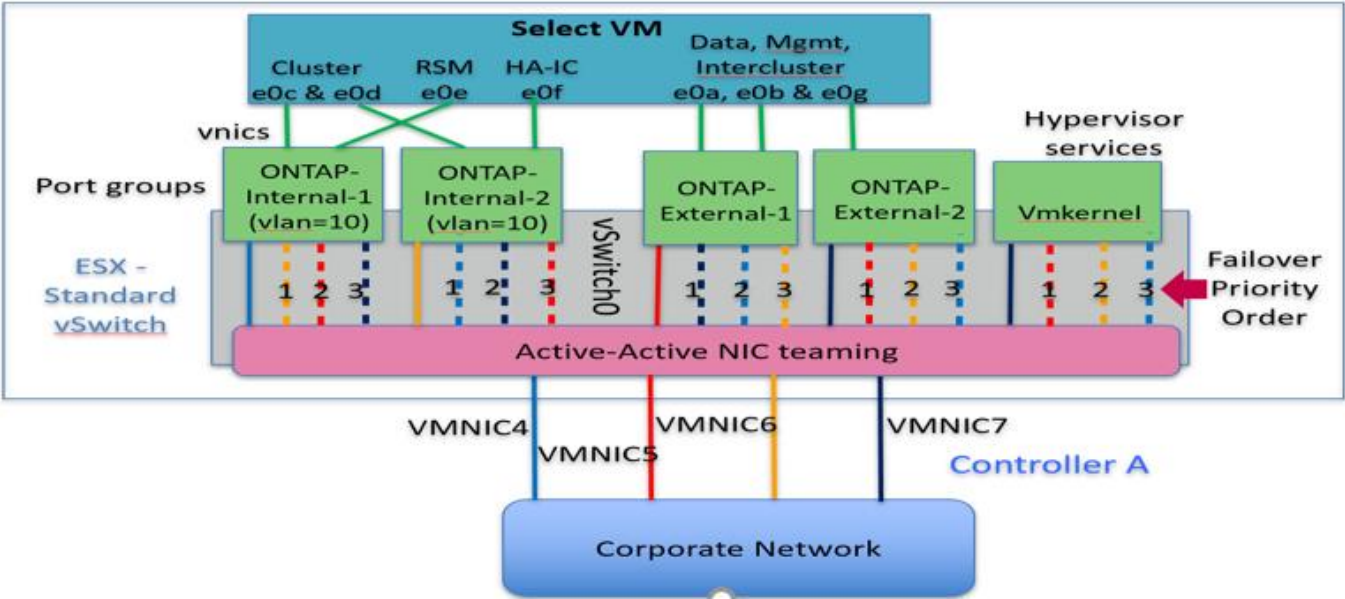 Select VM
Cluster
e0c & e0d
RSM
e0e
HA-IC
e0f
Data, Mgmt,
Intercluster
e0a, e0b & e0g
vnics
Hypervisor
services
Port groups
ONTAP-
Internal-1
(vlan=10)
ONTAP-
Internal-2
(vlan=10)
vSwitch0
ONTAP-
External-1
ONTAP-
External-2
Vmkernel
ESX -
Standard
vSwitch
1 2 3
1 2 3
1 2 3
1 2 3
1 2 3
Failover
Priority
Order
Active-Active NIC teaming
VMNIC4
VMNIC5
VMNIC6
VMNIC7
Controller A
Corporate Network